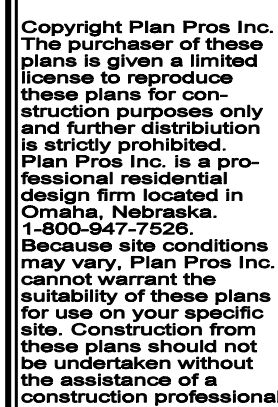 Copyright Plan Pros Inc.
The purchaser of these
plans is given a limited
license to reproduce
these plans for con-
struction purposes only
and further distribiution
is strictly prohibited.
Plan Pros Inc. is a pro-
fessional residential
design firm located in
Omaha, Nebraska.
1-800-947-7526.
Because site conditions
may vary, Plan Pros Inc.
cannot warrant the
suitability of these plans
for use on your specific
site. Construction from
these plans should not
be undertaken without
the assistance of a
construction professional